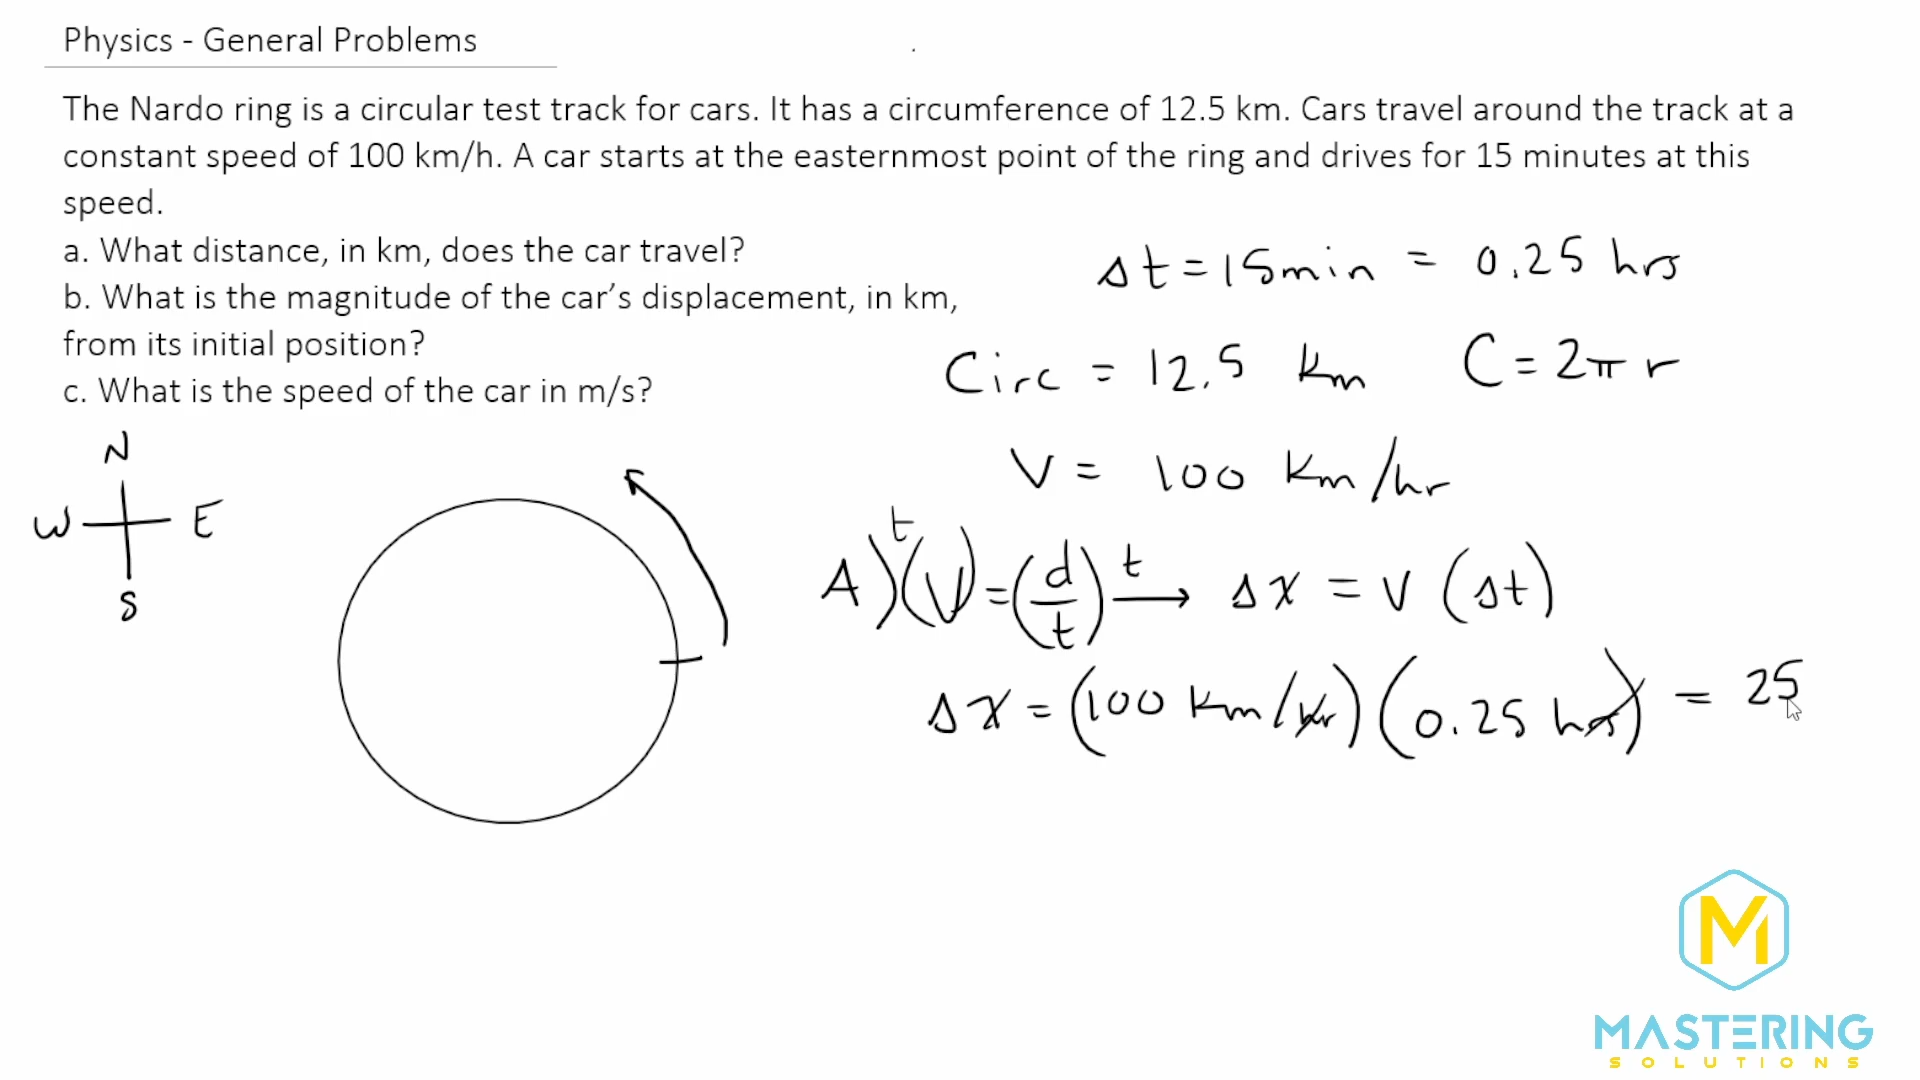 Physics - General Problems
The Nardo ring is a circular test track for cars. It has a circumference of 12.5 km. Cars travel around the track at a
constant speed of 100 km/h. A car starts at the easternmost point of the ring and drives for 15 minutes at this
speed.
a. What distance, in km, does the car travel?
b. What is the magnitude of the car’s displacement, in km,
from its initial position?
c. What is the speed of the car in m/s?
Δt = 15min = 0.25 hrs
Circ = 12.5 km C = 2π r
V = 100 km/hr
N
W E
S
A) t(V) = (d/t) t → Δx = V (Δt)
Δx = (100 km/hr) (0.25 hrs) = 25
M
MASTERING
SOLUTIONS